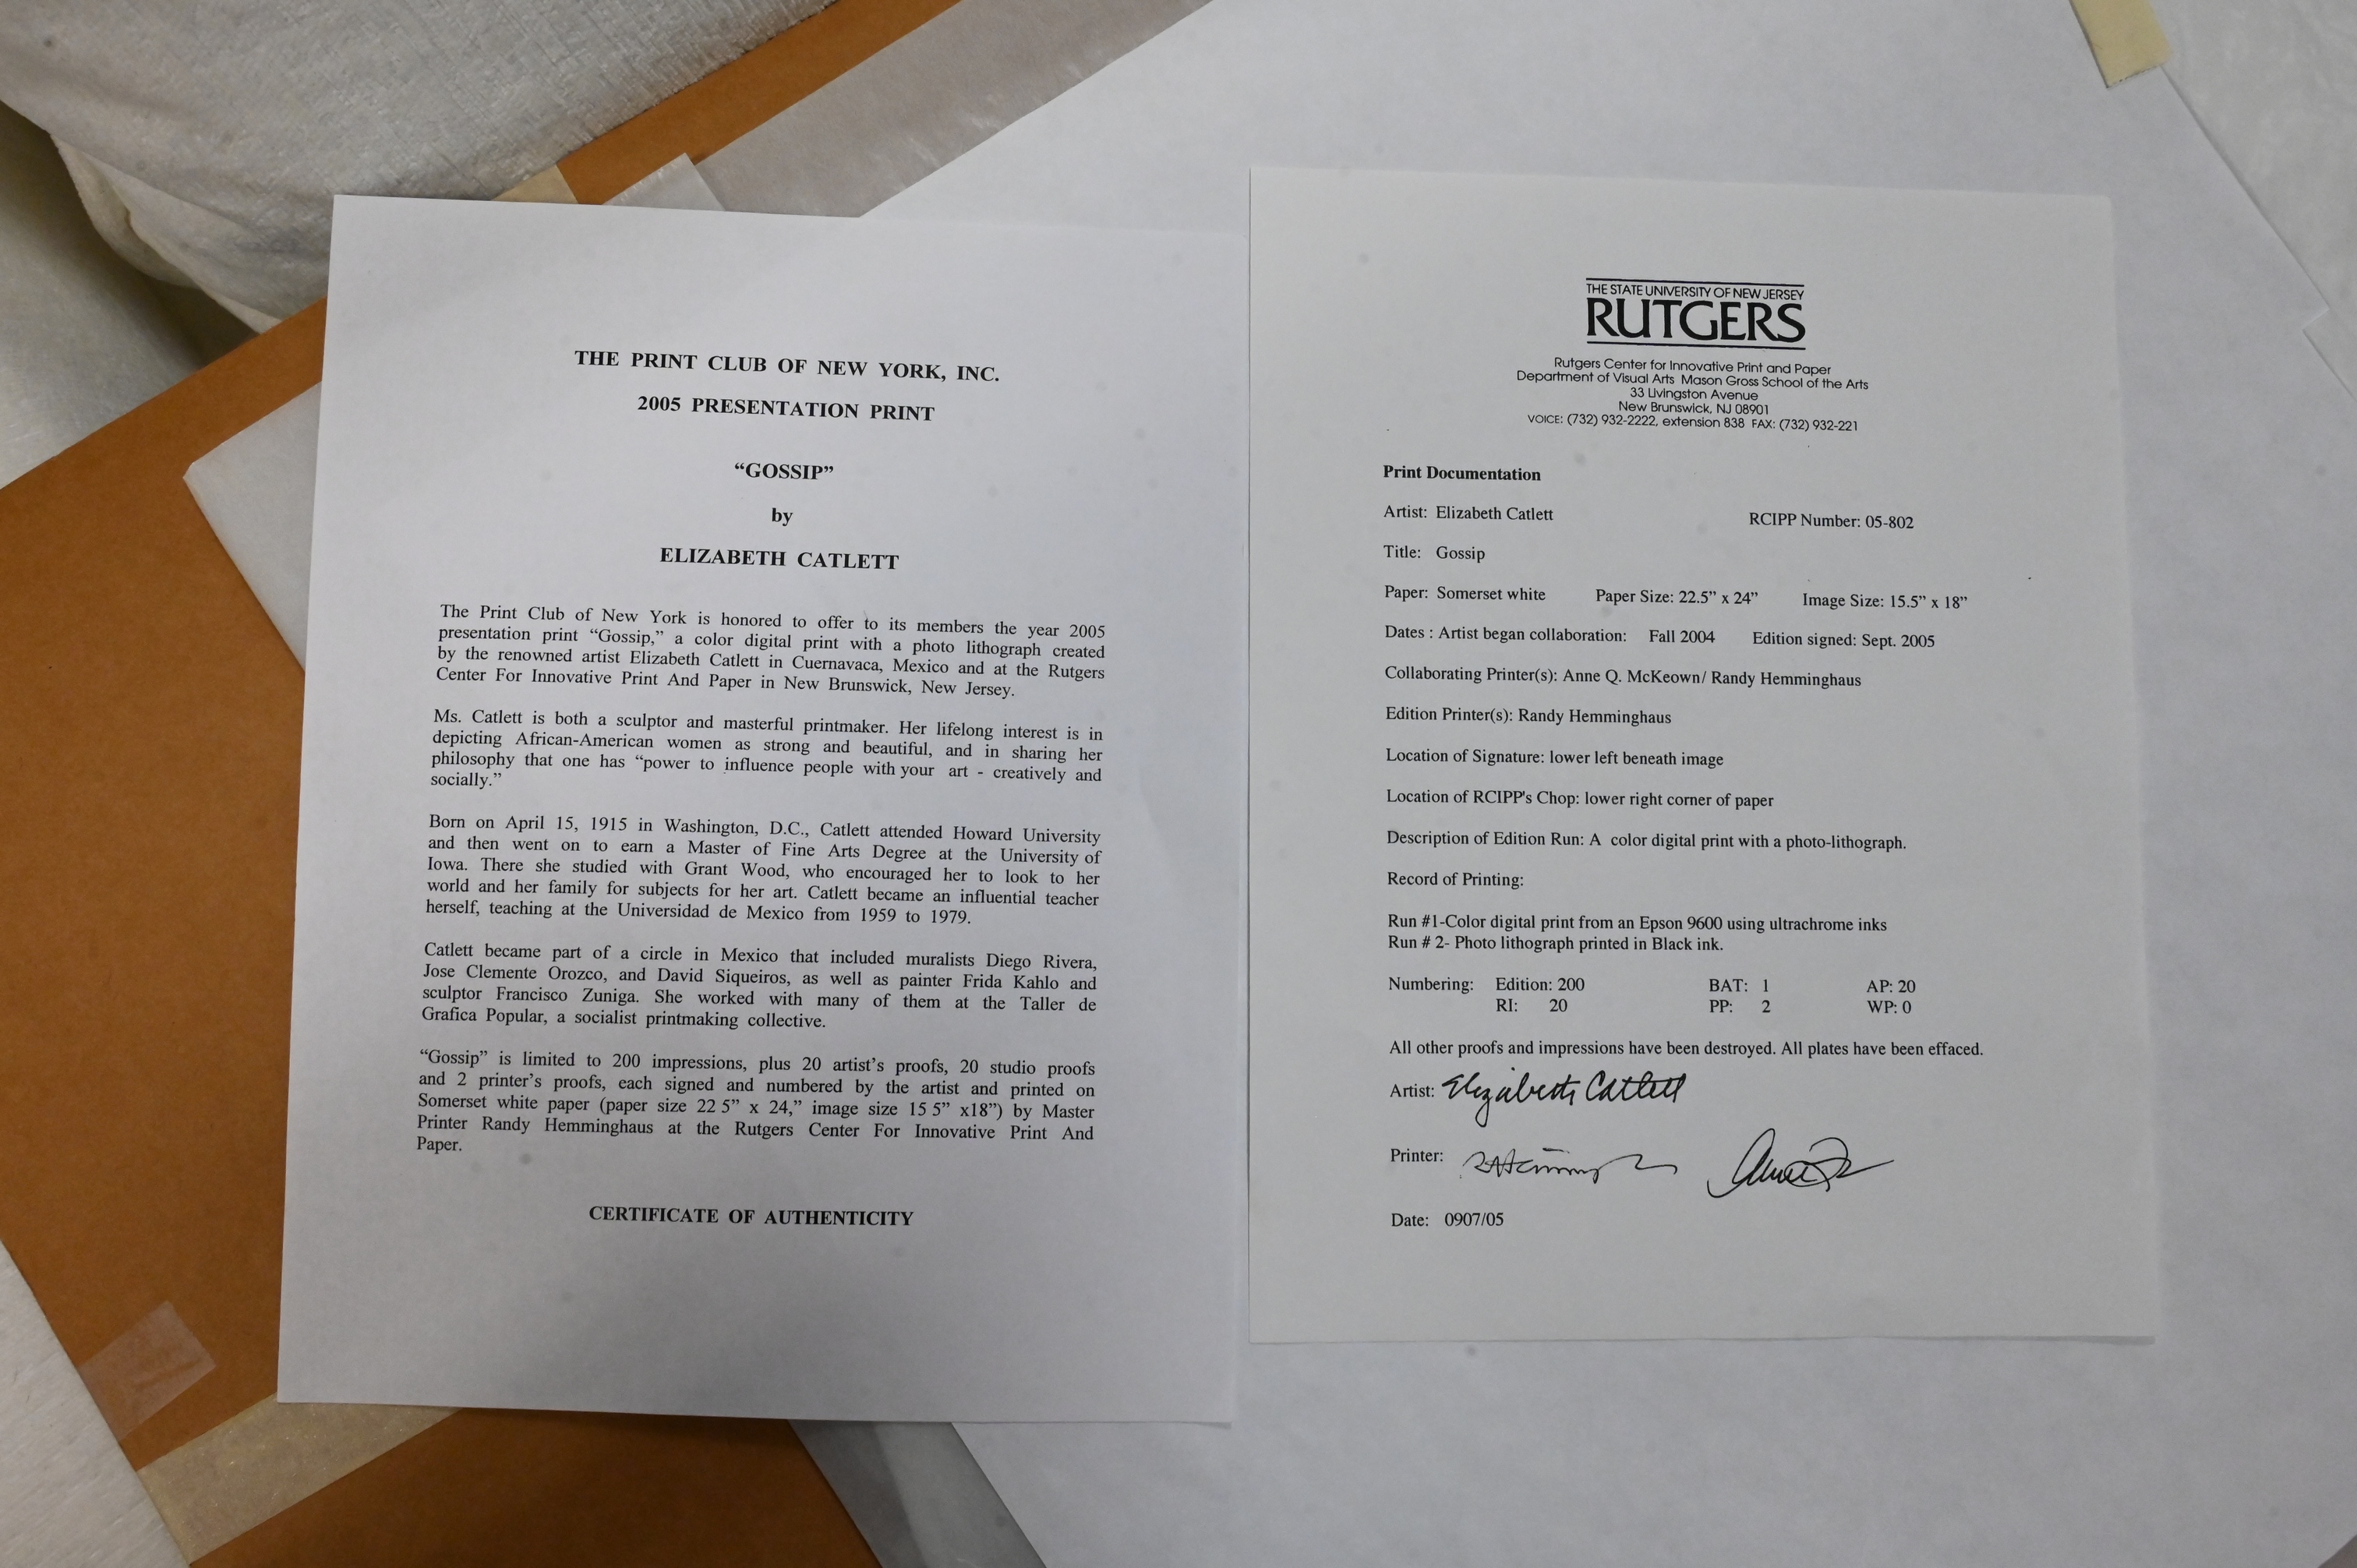 THE PRINT CLUB OF NEW YORK, INC.
2005 PRESENTATION PRINT
“GOSSIP”
by
ELIZABETH CATLETT
The Print Club of New York is honored to offer to its members the year 2005
presentation print “Gossip,” a color digital print with a photo lithograph created
by the renowned artist Elizabeth Catlett in Cuernavaca, Mexico and at the Rutgers
Center For Innovative Print And Paper in New Brunswick, New Jersey.
Ms. Catlett is both a sculptor and masterful printmaker. Her lifelong interest is in
depicting African-American women as strong and beautiful, and in sharing her
philosophy that one has “power to influence people with your art - creatively and
socially.”
Born on April 15, 1915 in Washington, D.C., Catlett attended Howard University
and then went on to earn a Master of Fine Arts Degree at the University of
Iowa. There she studied with Grant Wood, who encouraged her to look to her
world and her family for subjects for her art. Catlett became an influential teacher
herself, teaching at the Universidad de Mexico from 1959 to 1979.
Catlett became part of a circle in Mexico that included muralists Diego Rivera,
Jose Clemente Orozco, and David Siqueiros, as well as painter Frida Kahlo and
sculptor Francisco Zuniga. She worked with many of them at the Taller de
Grafica Popular, a socialist printmaking collective.
“Gossip” is limited to 200 impressions, plus 20 artist’s proofs, 20 studio proofs
and 2 printer’s proofs, each signed and numbered by the artist and printed on
Somerset white paper (paper size 22 5” x 24,” image size 15 5” x18”) by Master
Printer Randy Hemminghaus at the Rutgers Center For Innovative Print And
Paper.
CERTIFICATE OF AUTHENTICITY
THE STATE UNIVERSITY OF NEW JERSEY
RUTGERS
Rutgers Center for Innovative Print and Paper
Department of Visual Arts Mason Gross School of the Arts
33 Livingston Avenue
New Brunswick, NJ 08901
VOICE: (732) 932-2222, extension 838 FAX: (732) 932-221
Print Documentation
Artist: Elizabeth Catlett RCIPP Number: 05-802
Title: Gossip
Paper: Somerset white Paper Size: 22.5” x 24” Image Size: 15.5” x 18”
Dates : Artist began collaboration: Fall 2004 Edition signed: Sept. 2005
Collaborating Printer(s): Anne Q. McKeown/ Randy Hemminghaus
Edition Printer(s): Randy Hemminghaus
Location of Signature: lower left beneath image
Location of RCIPP's Chop: lower right corner of paper
Description of Edition Run: A color digital print with a photo-lithograph.
Record of Printing:
Run #1-Color digital print from an Epson 9600 using ultrachrome inks
Run # 2- Photo lithograph printed in Black ink.
Numbering: Edition: 200 BAT: 1 AP: 20
RI: 20 PP: 2 WP: 0
All other proofs and impressions have been destroyed. All plates have been effaced.
Artist: Elizabeth Catlett
Printer:
Date: 0907/05